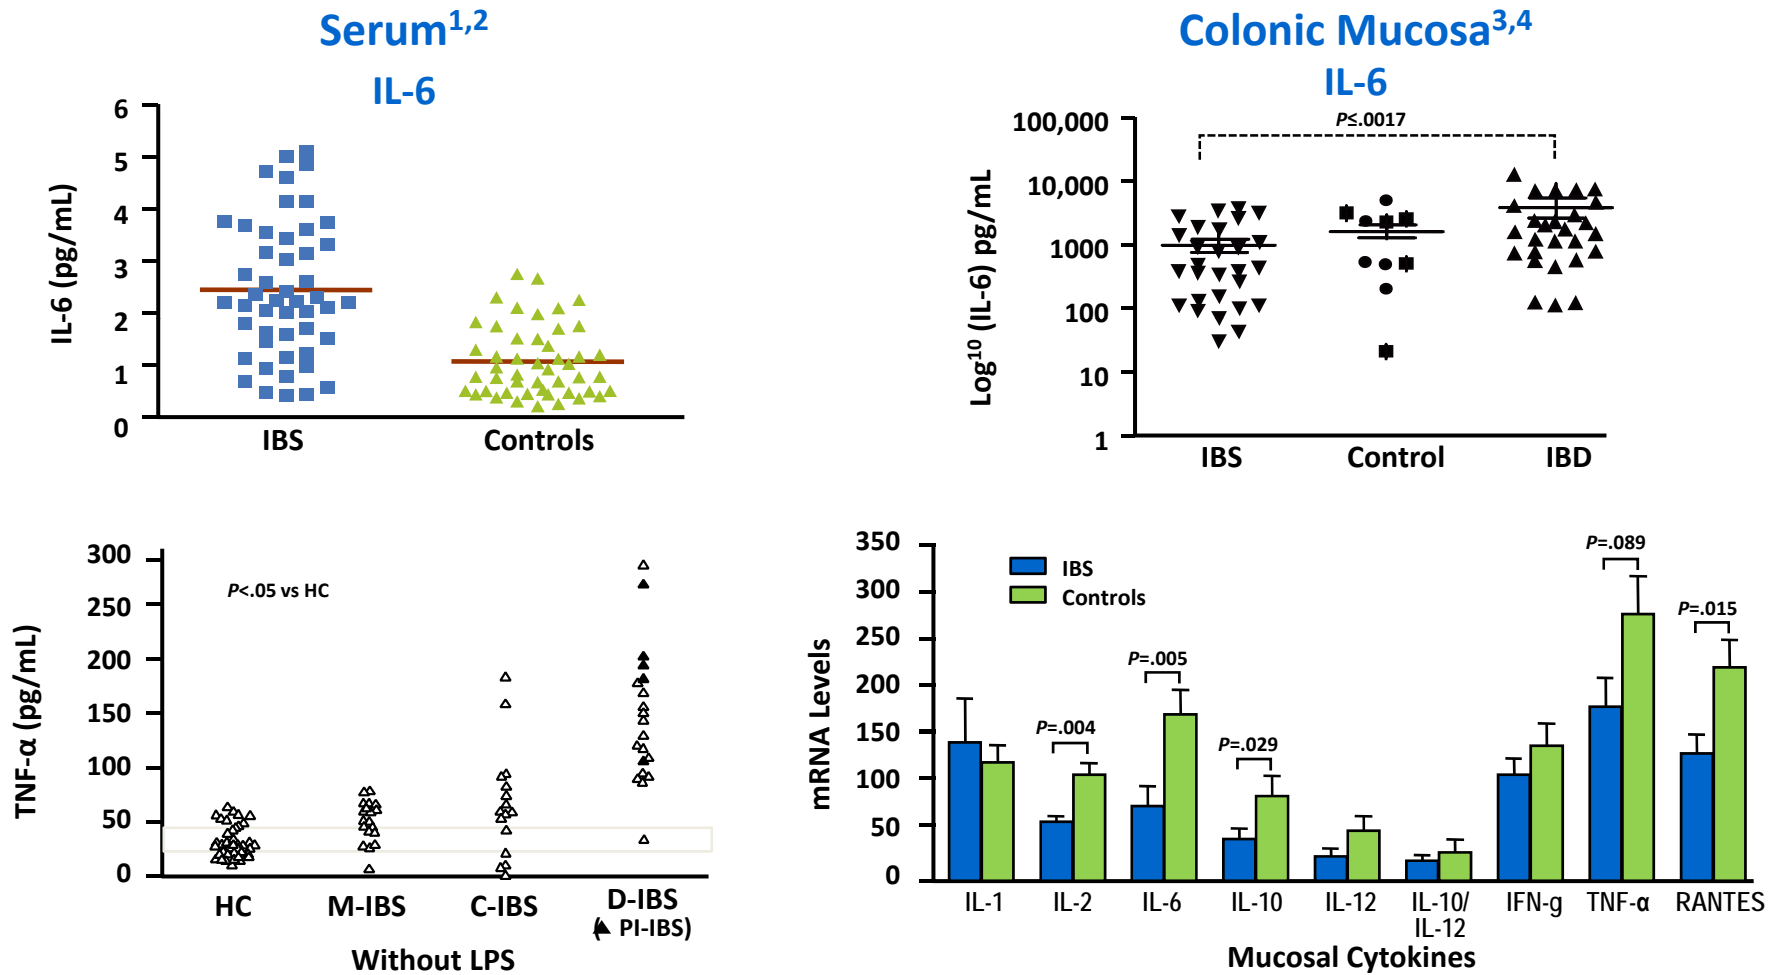 Serum1,2
IL-6
6
5
4
3
2
1
0
IL-6 (pg/mL)
IBS Controls
Colonic Mucosa3,4
IL-6
P≤.0017
100,000
10,000
1000
100
10
1
Log10 (IL-6) pg/mL
IBS Control IBD
300
250
200
150
100
50
0
TNF-α (pg/mL)
P<.05 vs HC
HC M-IBS C-IBS D-IBS
(▲ PI-IBS)
Without LPS
350
300
250
200
150
100
50
0
mRNA Levels
IBS
Controls
P=.004
P=.005
P=.029
P=.089
P=.015
IL-1 IL-2 IL-6 IL-10 IL-12 IL-10/ IFN-g TNF-α RANTES
IL-12
Mucosal Cytokines